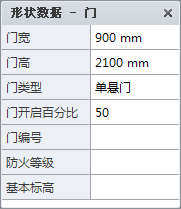 形状数据 - 门
门宽 900 mm
门高 2100 mm
门类型 单悬门
门开启百分比 50
门编号
防火等级
基本标高